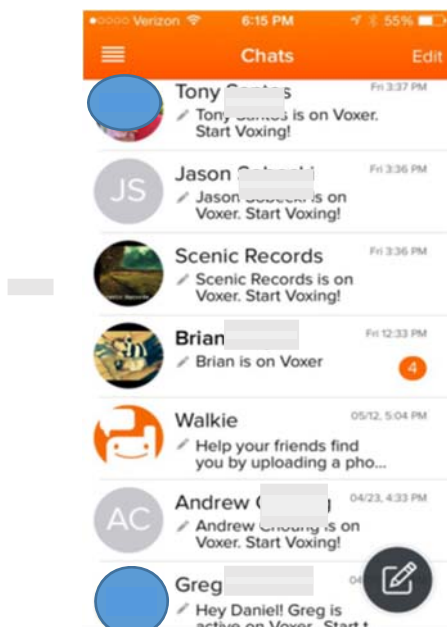 Verizon 6:15 PM 55%
Chats Edit
Tony Fri 3:37 PM
Tony is on Voxer.
Start Voxing!
JS
Jason Fri 3:36 PM
Jason is on
Voxer. Start Voxing!
Scenic Records Fri 3:36 PM
Scenic Records is on
Voxer. Start Voxing!
Brian Fri 12:33 PM
Brian is on Voxer
4
Walkie 05/12, 5:04 PM
Help your friends find
you by uploading a pho...
AC
Andrew 04/23, 4:33 PM
Andrew is on
Voxer. Start Voxing!
Greg
Hey Daniel! Greg is
active on Voxer. Start t